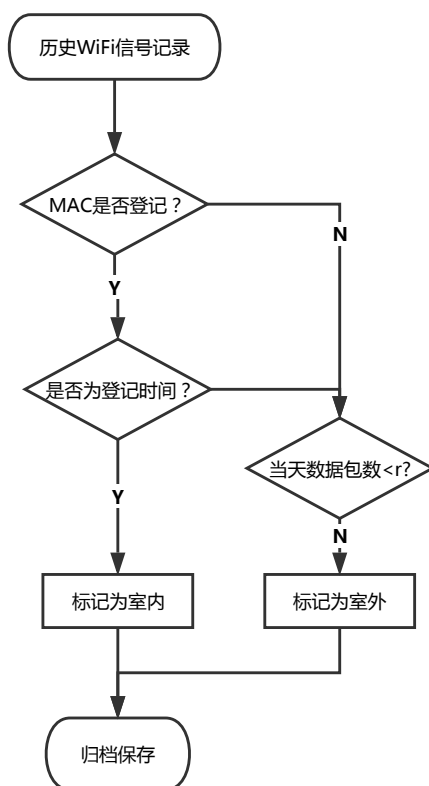 历史WiFi信号记录
MAC是否登记？
N
Y
是否为登记时间？
当天数据包数<r?
Y
N
标记为室内
标记为室外
归档保存